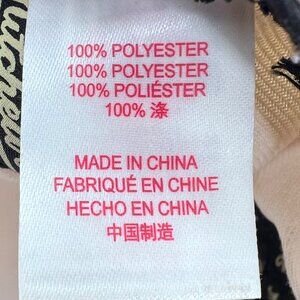 100% POLYESTER
100% POLYESTER
100% POLIÉSTER
100% 涤
MADE IN CHINA
FABRIQUÉ EN CHINE
HECHO EN CHINA
中国制造